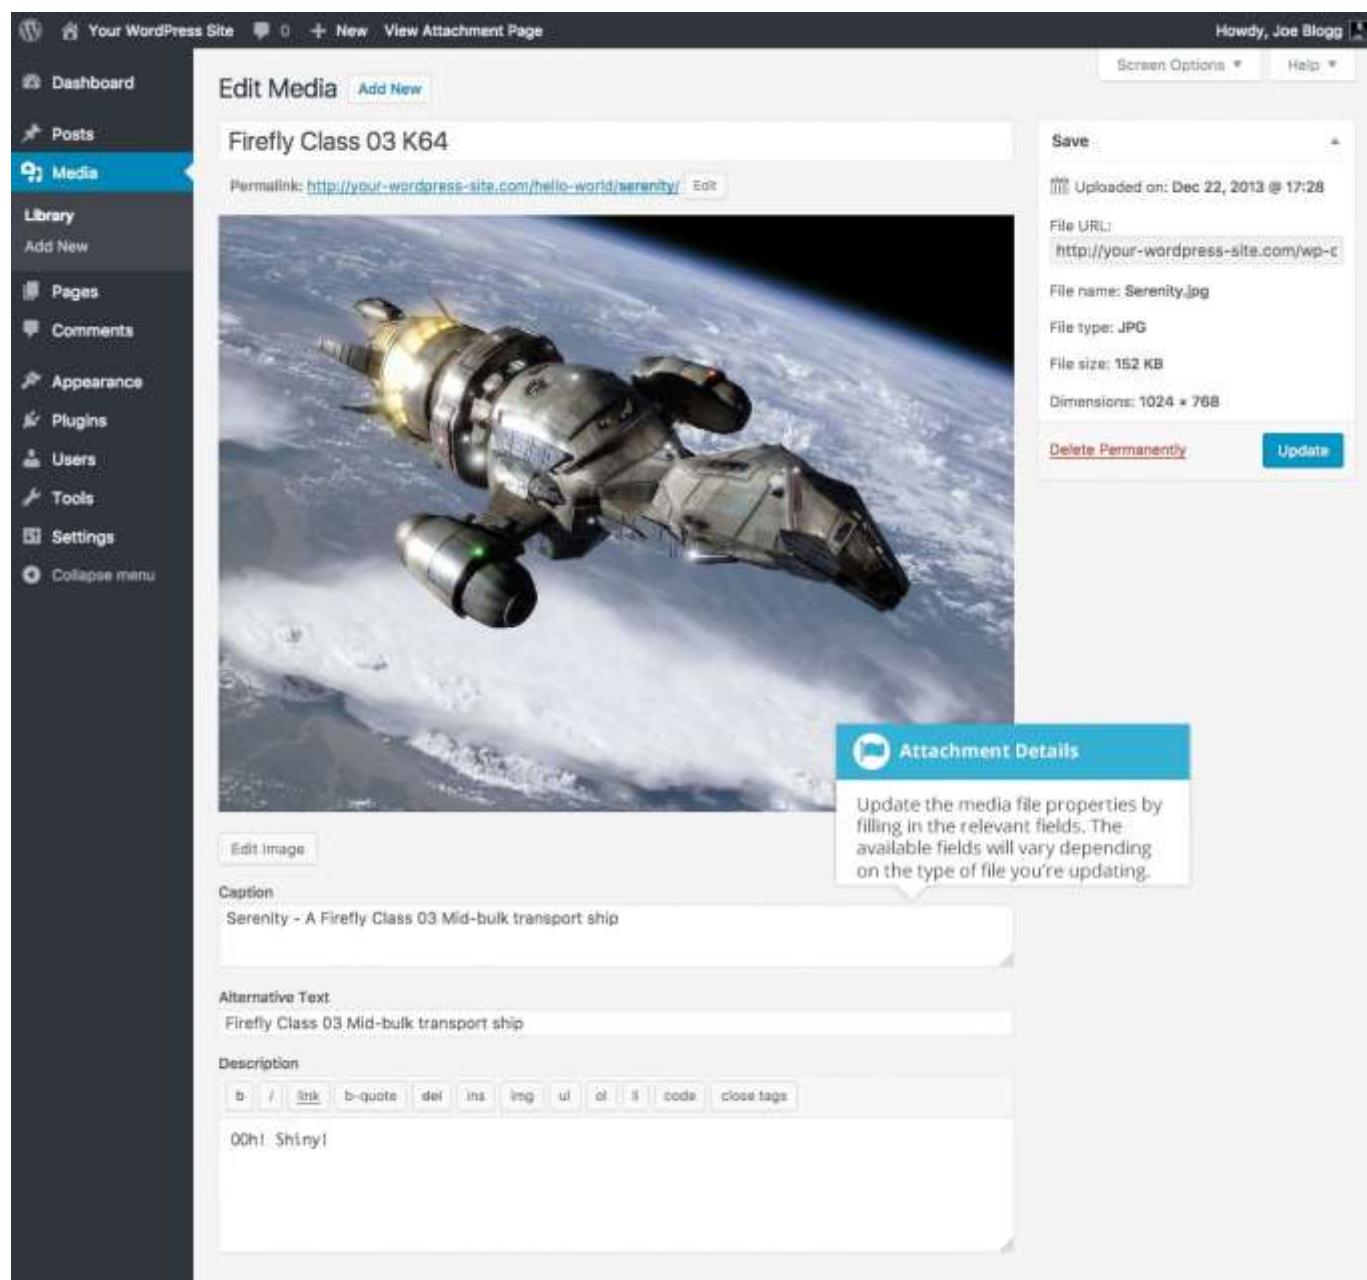 Your WordPress Site 0 + New View Attachment Page Howdy, Joe Blogg
Screen Options ▼ Help ▼
Dashboard
Posts
Media
Library
Add New
Pages
Comments
Appearance
Plugins
Users
Tools
Settings
Collapse menu
Edit Media Add New
Firefly Class 03 K64
Permalink: http://your-wordpress-site.com/hello-world/serenity/ Edit
Save
Uploaded on: Dec 22, 2013 @ 17:28
File URL:
http://your-wordpress-site.com/wp-c
File name: Serenity.jpg
File type: JPG
File size: 152 KB
Dimensions: 1024 × 768
Delete Permanently Update
Attachment Details
Update the media file properties by
filling in the relevant fields. The
available fields will vary depending
on the type of file you're updating.
Edit Image
Caption
Serenity - A Firefly Class 03 Mid-bulk transport ship
Alternative Text
Firefly Class 03 Mid-bulk transport ship
Description
b i link b-quote del ins img ul ol li code close tags
OOh! Shiny!